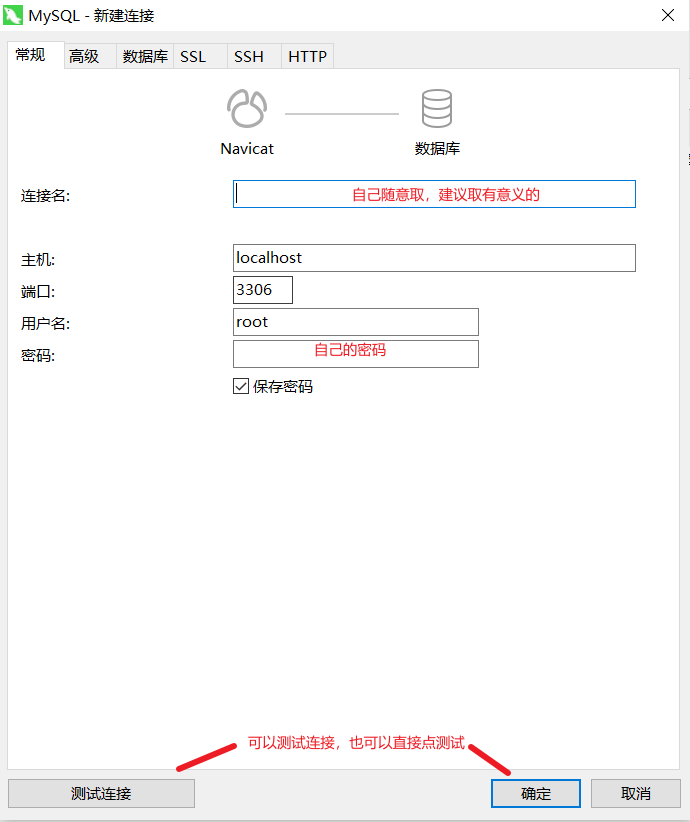 MySQL - 新建连接
常规 高级 数据库 SSL SSH HTTP
Navicat 数据库
连接名: 自己随意取，建议取有意义的
主机: localhost
端口: 3306
用户名: root
密码: 自己的密码
保存密码
可以测试连接，也可以直接点测试
测试连接 确定 取消